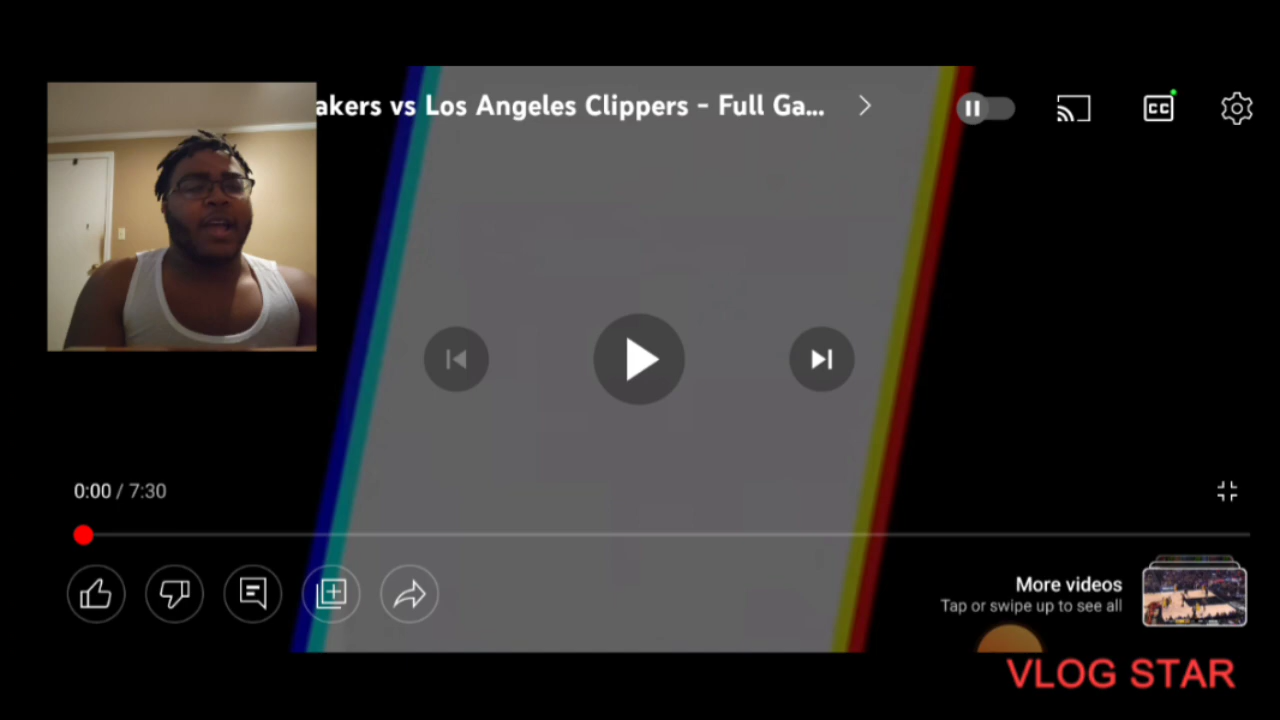 akers vs Los Angeles Clippers - Full Ga...
CC
0:00 / 7:30
More videos
Tap or swipe up to see all
VLOG STAR